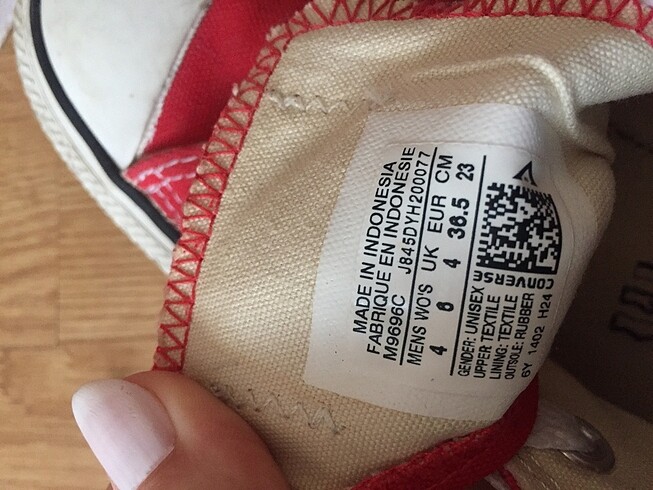 MADE IN INDONESIA
FABRIQUE EN INDONESIE
M9696C J845DYH200077
MENS WO'S UK EUR CM
4 6 4 36.5 23
CONVERSE
GENDER: UNISEX
UPPER TEXTILE
LINING: TEXTILE
OUTSOLE: RUBBER
6Y 1402 H24